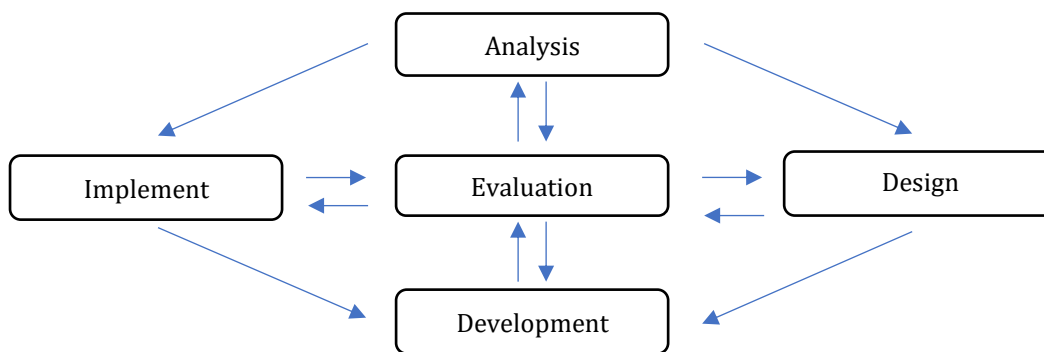 Analysis
Implement
Evaluation
Design
Development